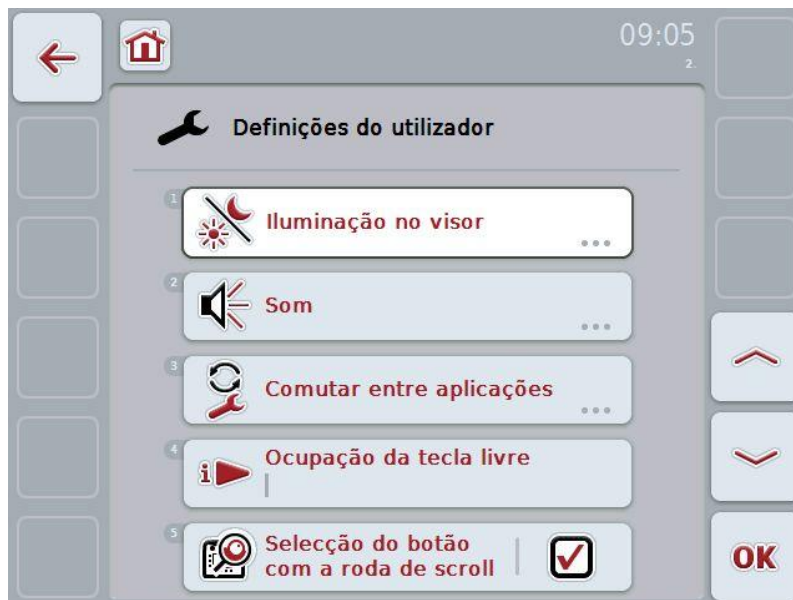 09:05
2.
Definições do utilizador
1
Iluminação no visor
...
2
Som
...
3
Comutar entre aplicações
...
4
Ocupação da tecla livre
i
5
Selecção do botão
com a roda de scroll
OK